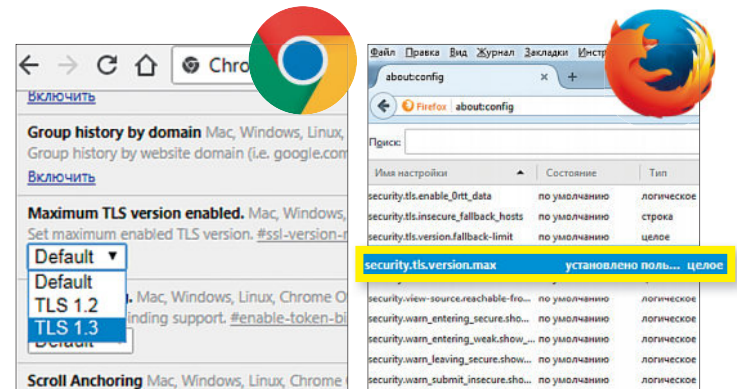 Chro
Включить
Group history by domain Mac, Windows, Linux,
Group history by website domain (i.e. google.com
Включить
Maximum TLS version enabled. Mac, Windows,
Set maximum enabled TLS version. #ssl-version-
Default
Default
TLS 1.2
TLS 1.3
Mac, Windows, Linux, Chrome O
inding support. #enable-token-bi
Scroll Anchoring Mac, Windows, Linux, Chrome
Файл Правка Вид Журнал Закладки Инстр
about:config × +
Firefox about:config
Поиск:
Имя настройки Состояние Тип
security.tls.enable_0rtt_data по умолчанию логическое
security.tls.insecure_fallback_hosts по умолчанию строка
security.tls.version.fallback-limit по умолчанию целое
security.tls.version.max установлено поль... целое
security.view-source.reachable-fro... по умолчанию логическое
security.warn_entering_secure.sho... по умолчанию логическое
security.warn_entering_weak.show_... по умолчанию логическое
security.warn_leaving_secure.show... по умолчанию логическое
security.warn_submit_insecure.sho... по умолчанию логическое